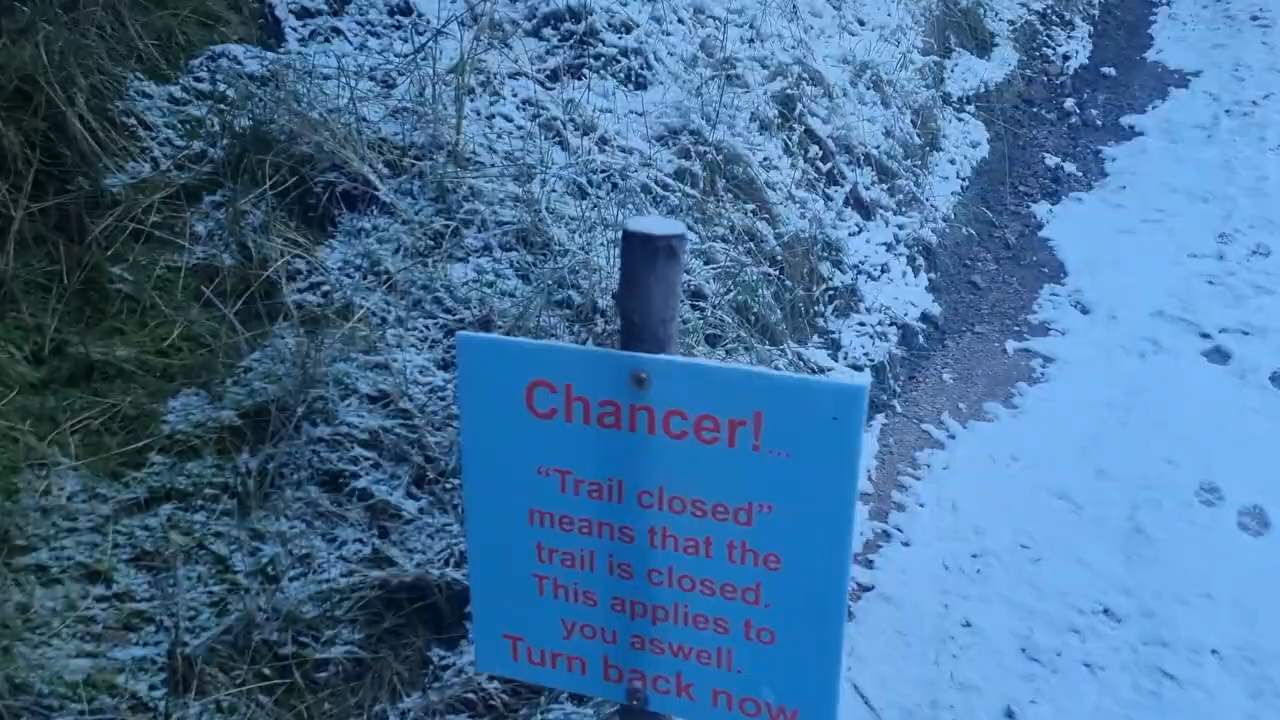 Chancer!...
“Trail closed”
means that the
trail is closed.
This applies to
you aswell.
Turn back now